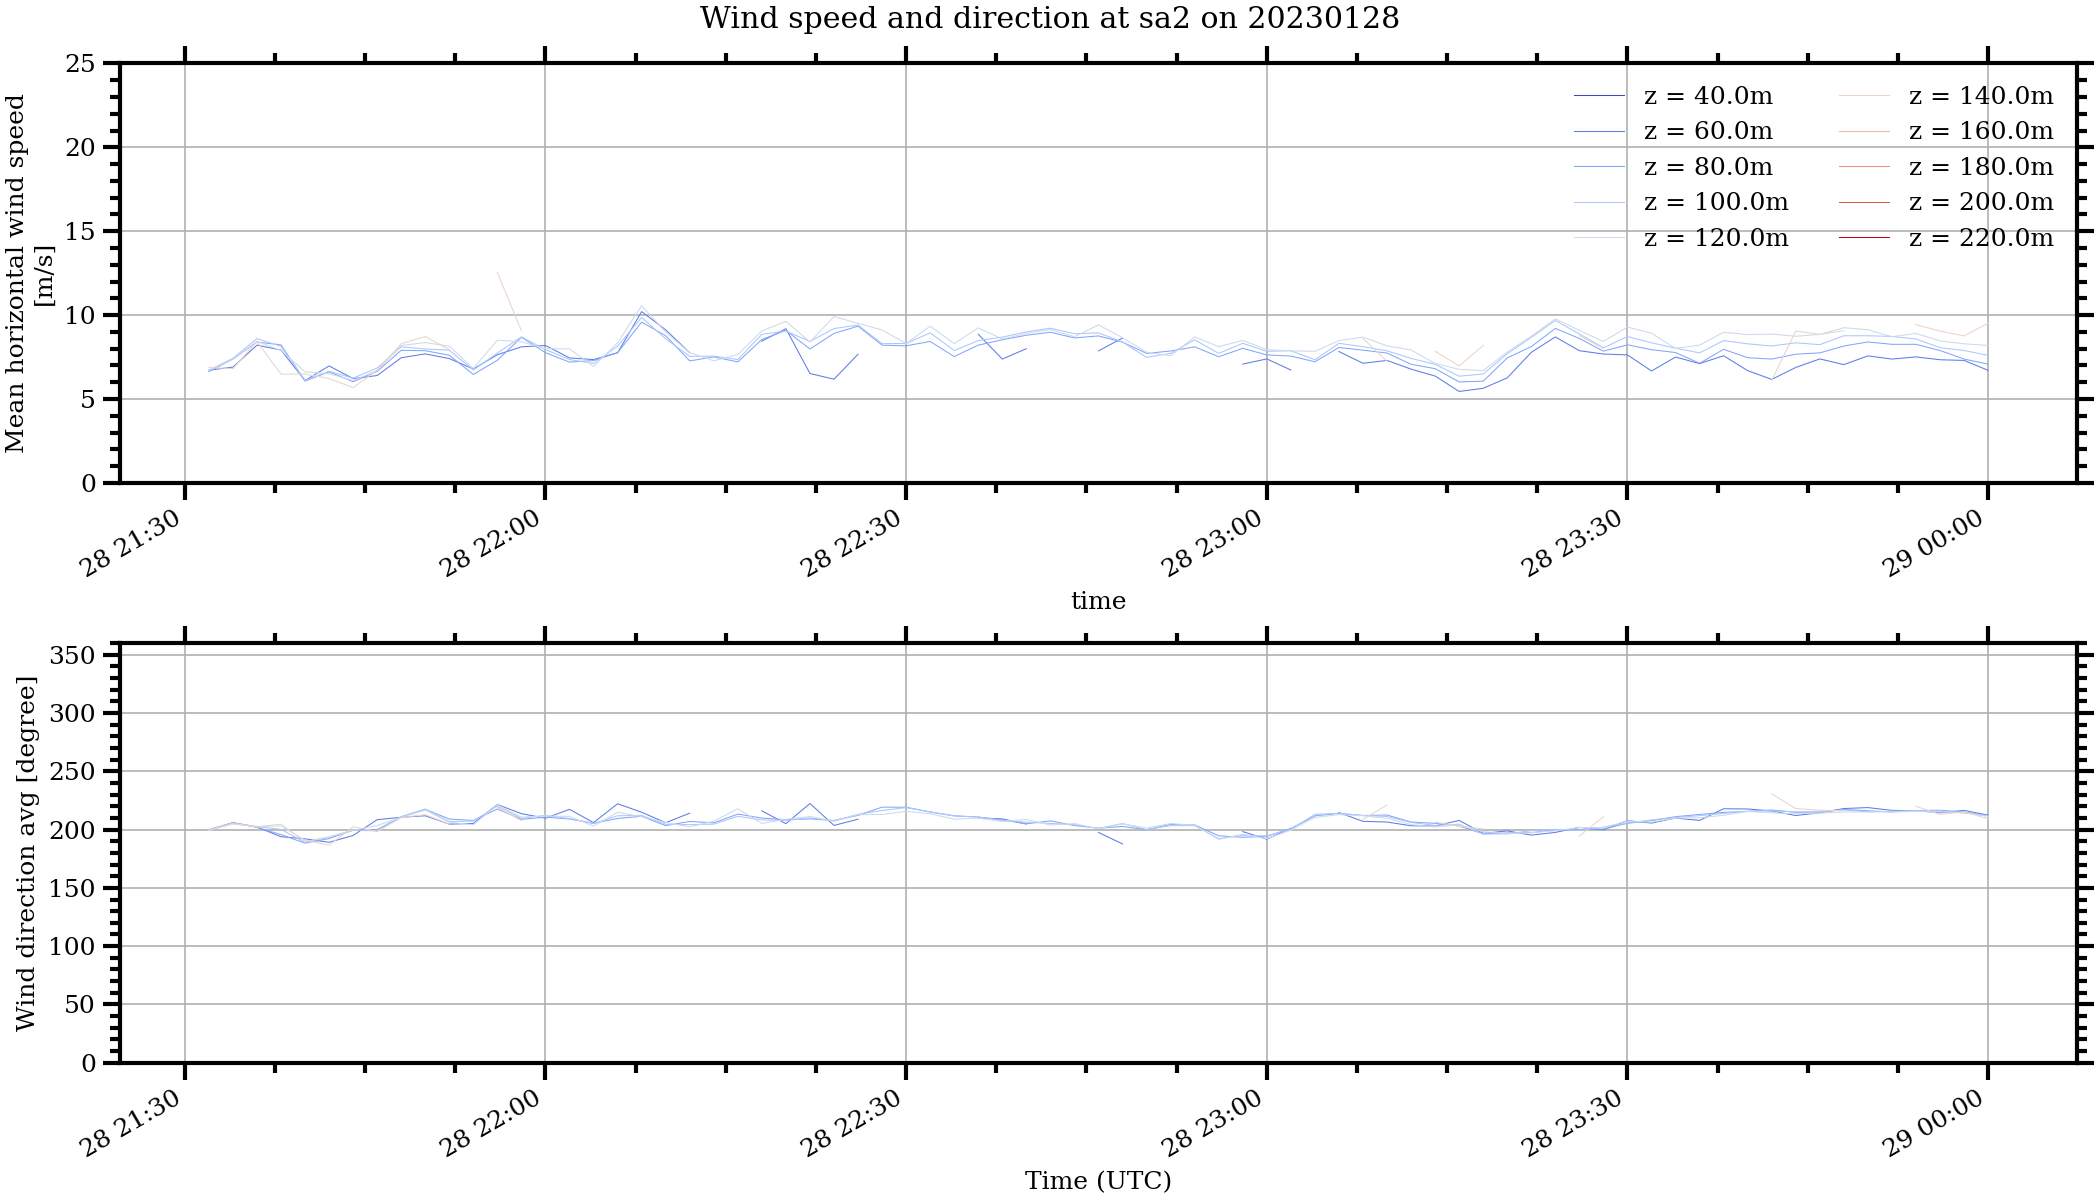 Wind speed and direction at sa2 on 20230128
Mean horizontal wind speed
[m/s]
25
20
15
10
5
0
z = 40.0m
z = 60.0m
z = 80.0m
z = 100.0m
z = 120.0m
z = 140.0m
z = 160.0m
z = 180.0m
z = 200.0m
z = 220.0m
28 21:30
28 22:00
28 22:30
28 23:00
28 23:30
29 00:00
time
Wind direction avg [degree]
350
300
250
200
150
100
50
0
28 21:30
28 22:00
28 22:30
28 23:00
28 23:30
29 00:00
Time (UTC)